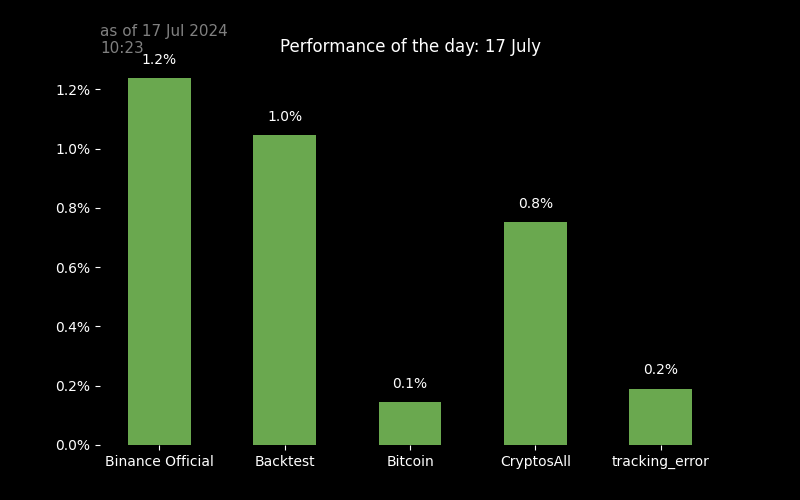 as of 17 Jul 2024
10:23
Performance of the day: 17 July
1.2%
1.0%
0.1%
0.8%
0.2%
1.2%
1.0%
0.8%
0.6%
0.4%
0.2%
0.0%
Binance Official
Backtest
Bitcoin
CryptosAll
tracking_error